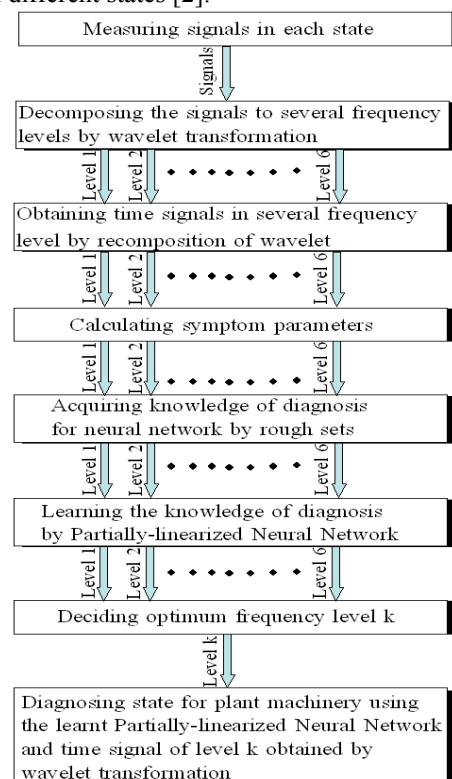 different states [2].
Measuring signals in each state
Signals
Decomposing the signals to several frequency
levels by wavelet transformation
Level 1
Level 2
Level 6
Obtaining time signals in several frequency
level by recomposition of wavelet
Level 1
Level 2
Level 6
Calculating symptom parameters
Level 1
Level 2
Level 6
Acquiring knowledge of diagnosis
for neural network by rough sets
Level 1
Level 2
Level 6
Learning the knowledge of diagnosis
by Partially-linearized Neural Network
Level 1
Level 2
Level 6
Deciding optimum frequency level k
Level k
Diagnosing state for plant machinery using
the learnt Partially-linearized Neural Network
and time signal of level k obtained by
wavelet transformation